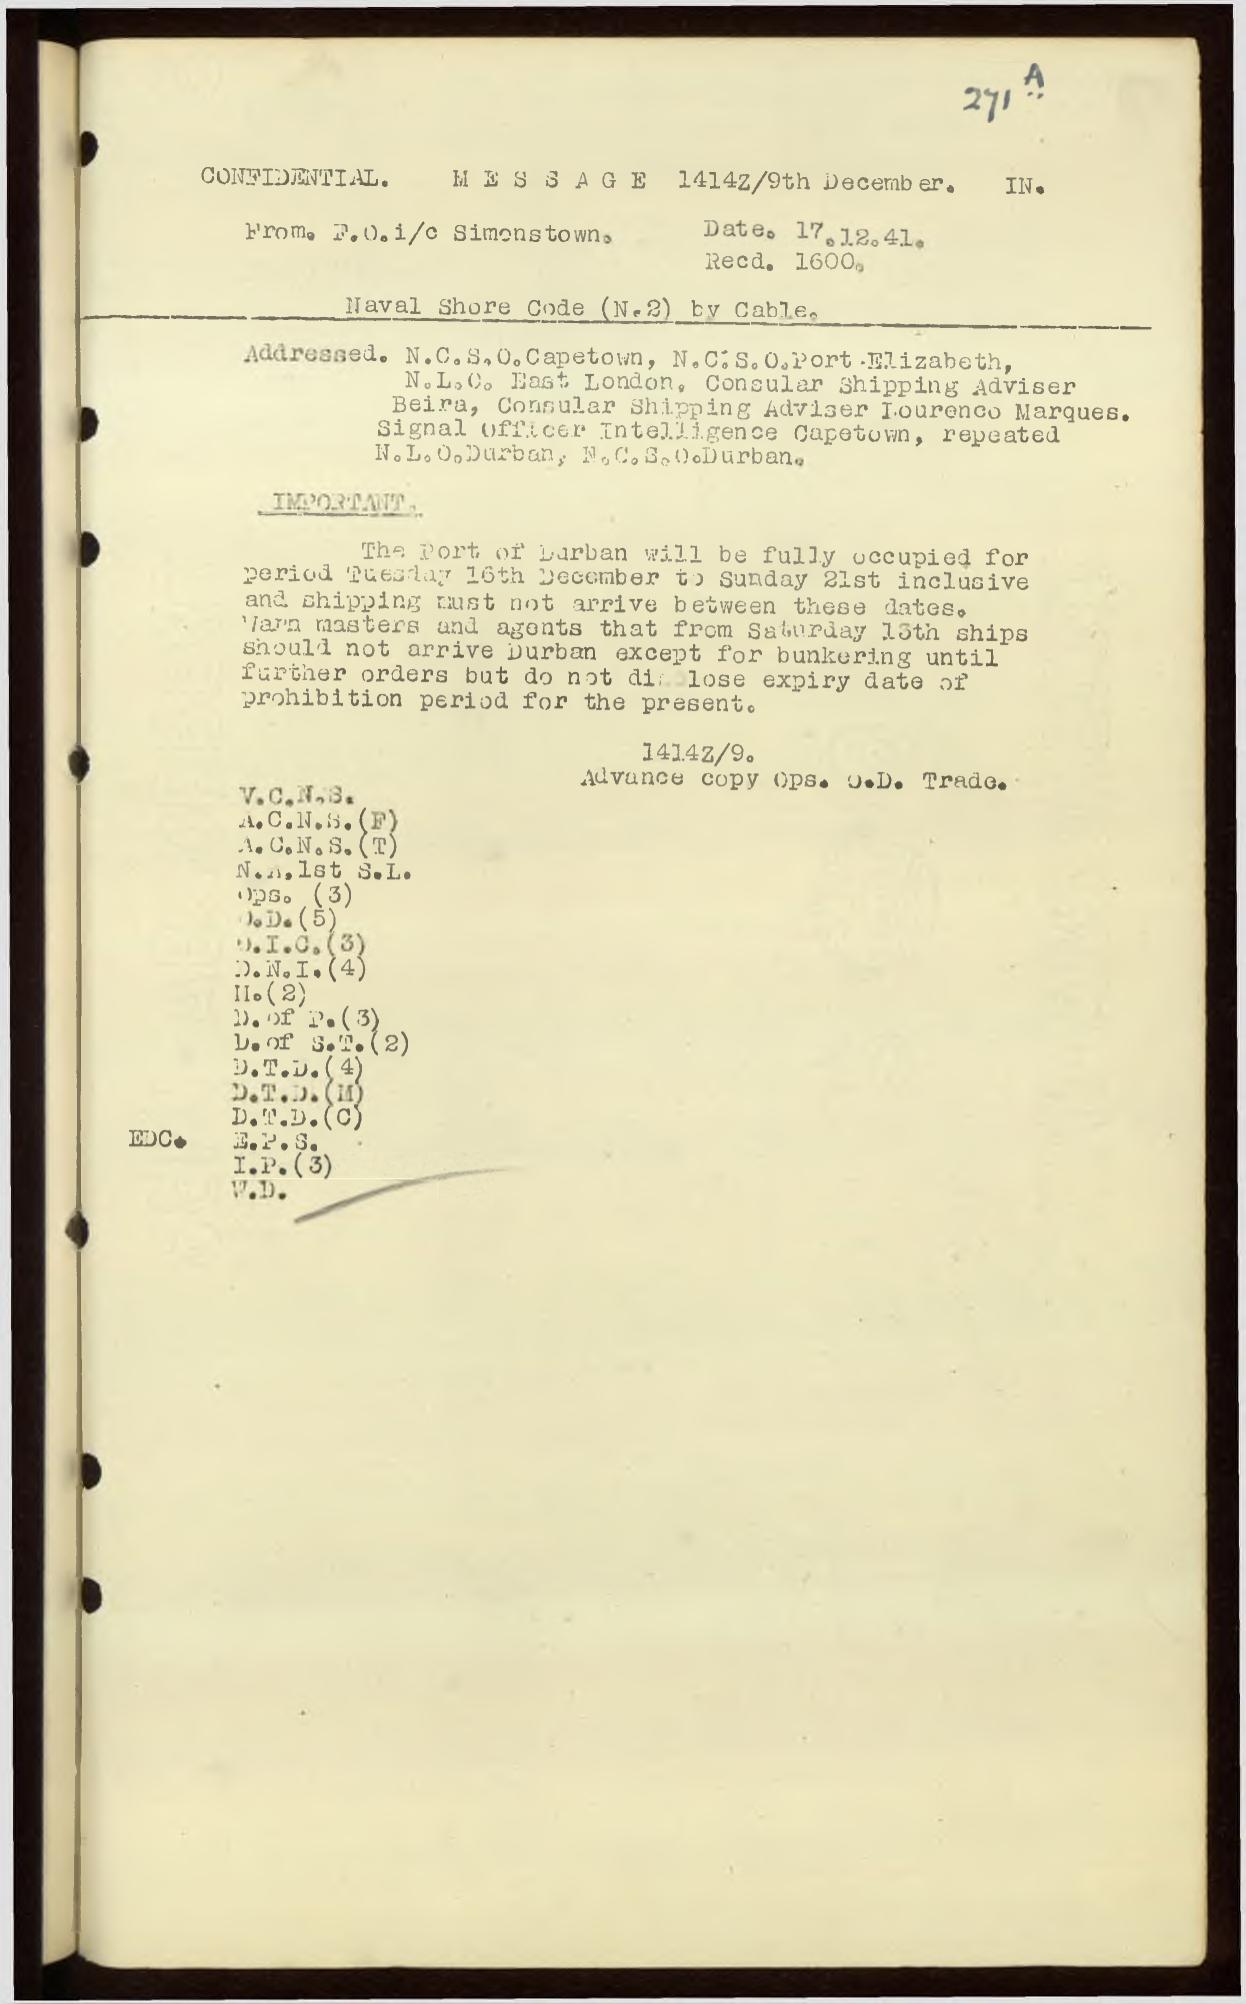 271 A
CONFIDENTIAL. M E S S A G E 1414Z/9th December. IN.
From. F.O.i/c Simonstown. Date. 17.12.41.
Recd. 1600.
Naval Shore Code (N.2) by Cable.
Addressed. N.C.S.O.Capetown, N.C.S.O.Port Elizabeth,
N.L.O. East London. Consular Shipping Adviser
Beira, Consular Shipping Adviser Lourenco Marques.
Signal Officer Intelligence Capetown, repeated
N.L.O.Durban, N.C.S.O.Durban.
IMPORTANT.
The Port of Durban will be fully occupied for
period Tuesday 16th December to Sunday 21st inclusive
and shipping must not arrive between these dates.
Warn masters and agents that from Saturday 13th ships
should not arrive Durban except for bunkering until
further orders but do not disclose expiry date of
prohibition period for the present.
1414Z/9.
Advance copy Ops. O.D. Trade.
V.C.N.S.
A.C.N.S.(F)
A.C.N.S.(T)
N.A.1st S.L.
Ops. (3)
O.D.(5)
O.I.C.(3)
D.N.I.(4)
H.(2)
D.of P.(3)
D.of S.T.(2)
D.T.D.(4)
D.T.D.(M)
D.T.D.(C)
EDC. E.P.S.
I.P.(3)
W.D.